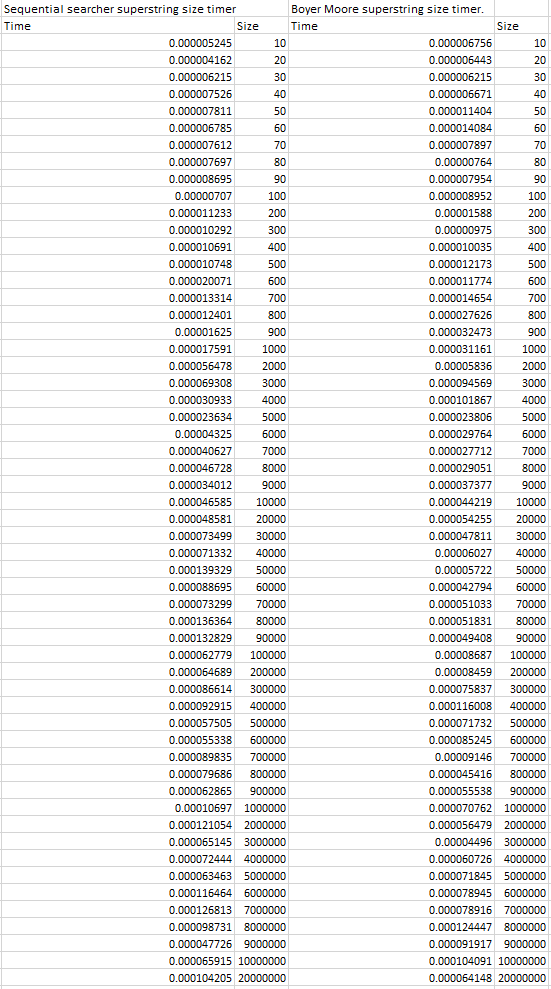 Sequential searcher superstring size timer Boyer Moore superstring size timer.
Time Size Time Size
0.000005245 10 0.000006756 10
0.000004162 20 0.000006443 20
0.000006215 30 0.000006215 30
0.000007526 40 0.000006671 40
0.000007811 50 0.000011404 50
0.000006785 60 0.000014084 60
0.000007612 70 0.000007897 70
0.000007697 80 0.00000764 80
0.000008695 90 0.000007954 90
0.00000707 100 0.000008952 100
0.000011233 200 0.00001588 200
0.000010292 300 0.00000975 300
0.000010691 400 0.000010035 400
0.000010748 500 0.000012173 500
0.000020071 600 0.000011774 600
0.000013314 700 0.000014654 700
0.000012401 800 0.000027626 800
0.00001625 900 0.000032473 900
0.000017591 1000 0.000031161 1000
0.000056478 2000 0.00005836 2000
0.000069308 3000 0.000094569 3000
0.000030933 4000 0.000101867 4000
0.000023634 5000 0.000023806 5000
0.00004325 6000 0.000029764 6000
0.000040627 7000 0.000027712 7000
0.000046728 8000 0.000029051 8000
0.000034012 9000 0.000037377 9000
0.000046585 10000 0.000044219 10000
0.000048581 20000 0.000054255 20000
0.000073499 30000 0.000047811 30000
0.000071332 40000 0.00006027 40000
0.000139329 50000 0.00005722 50000
0.000088695 60000 0.000042794 60000
0.000073299 70000 0.000051033 70000
0.000136364 80000 0.000051831 80000
0.000132829 90000 0.000049408 90000
0.000062779 100000 0.00008687 100000
0.000064689 200000 0.00008459 200000
0.000086614 300000 0.000075837 300000
0.000092915 400000 0.000116008 400000
0.000057505 500000 0.000071732 500000
0.000055338 600000 0.000085245 600000
0.000089835 700000 0.00009146 700000
0.000079686 800000 0.000045416 800000
0.000062865 900000 0.000055538 900000
0.00010697 1000000 0.000070762 1000000
0.000121054 2000000 0.000056479 2000000
0.000065145 3000000 0.00004496 3000000
0.000072444 4000000 0.000060726 4000000
0.000063463 5000000 0.000071845 5000000
0.000116464 6000000 0.000078945 6000000
0.000126813 7000000 0.000078916 7000000
0.000098731 8000000 0.000124447 8000000
0.000047726 9000000 0.000091917 9000000
0.000065915 10000000 0.000104091 10000000
0.000104205 20000000 0.000064148 20000000